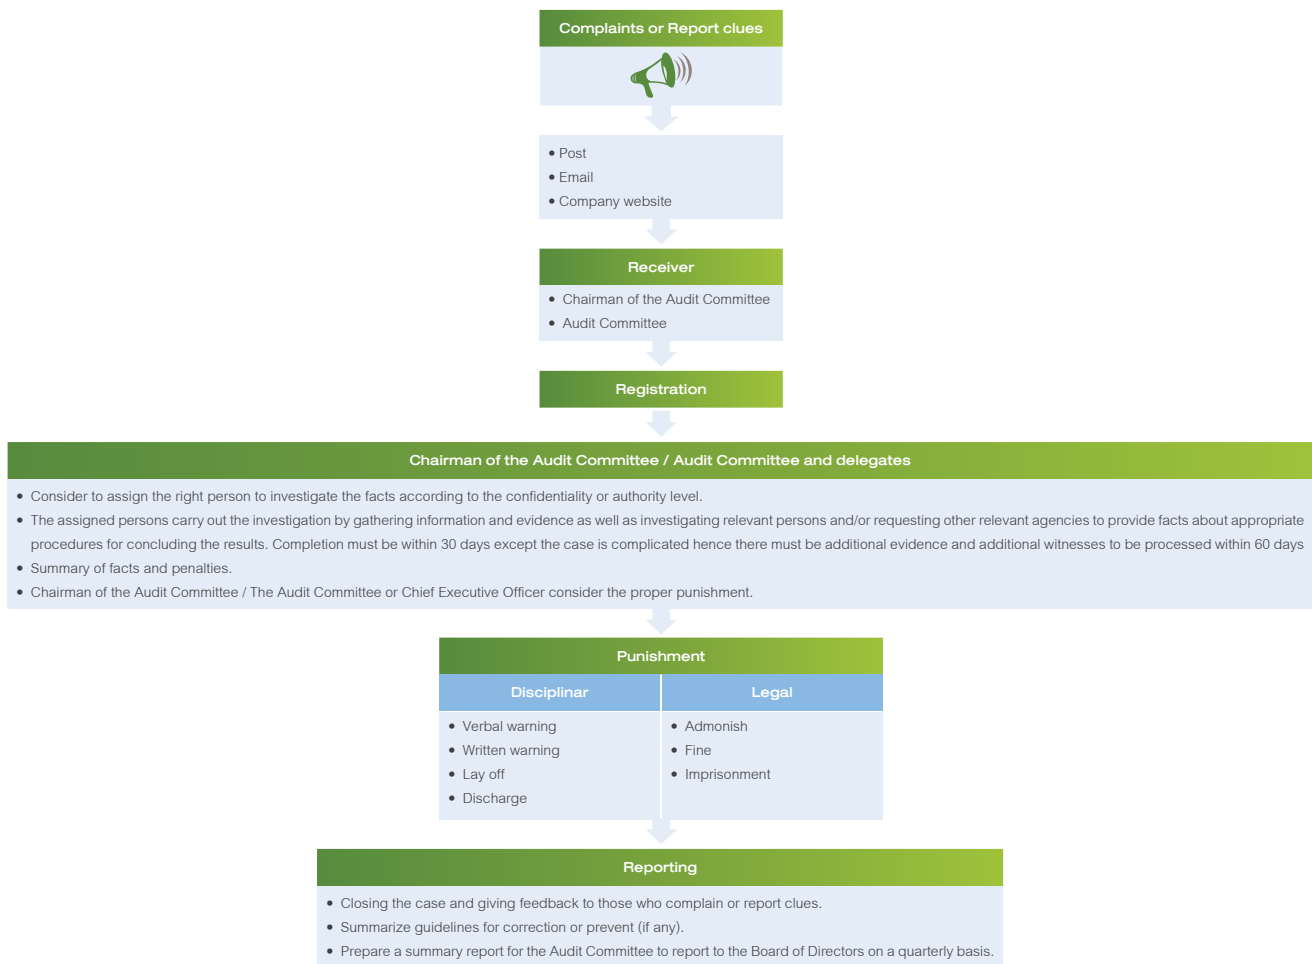 Complaints or Report clues
• Post
• Email
• Company website
Receiver
• Chairman of the Audit Committee
• Audit Committee
Registration
Chairman of the Audit Committee / Audit Committee and delegates
• Consider to assign the right person to investigate the facts according to the confidentiality or authority level.
• The assigned persons carry out the investigation by gathering information and evidence as well as investigating relevant persons and/or requesting other relevant agencies to provide facts about appropriate
procedures for concluding the results. Completion must be within 30 days except the case is complicated hence there must be additional evidence and additional witnesses to be processed within 60 days
• Summary of facts and penalties.
• Chairman of the Audit Committee / The Audit Committee or Chief Executive Officer consider the proper punishment.
Punishment
Disciplinar
• Verbal warning
• Written warning
• Lay off
• Discharge
Legal
• Admonish
• Fine
• Imprisonment
Reporting
• Closing the case and giving feedback to those who complain or report clues.
• Summarize guidelines for correction or prevent (if any).
• Prepare a summary report for the Audit Committee to report to the Board of Directors on a quarterly basis.